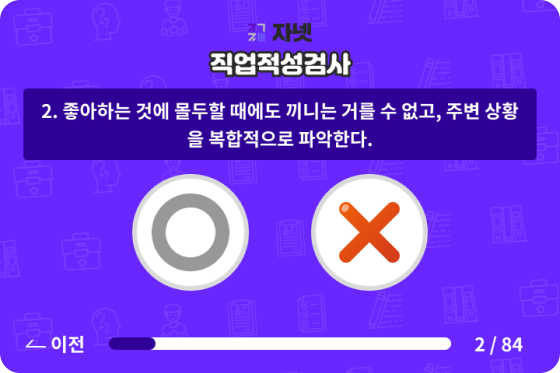 자넷
직업적성검사
2. 좋아하는 것에 몰두할 때에도 끼니는 거를 수 없고, 주변 상황
을 복합적으로 파악한다.
이전
2 / 84